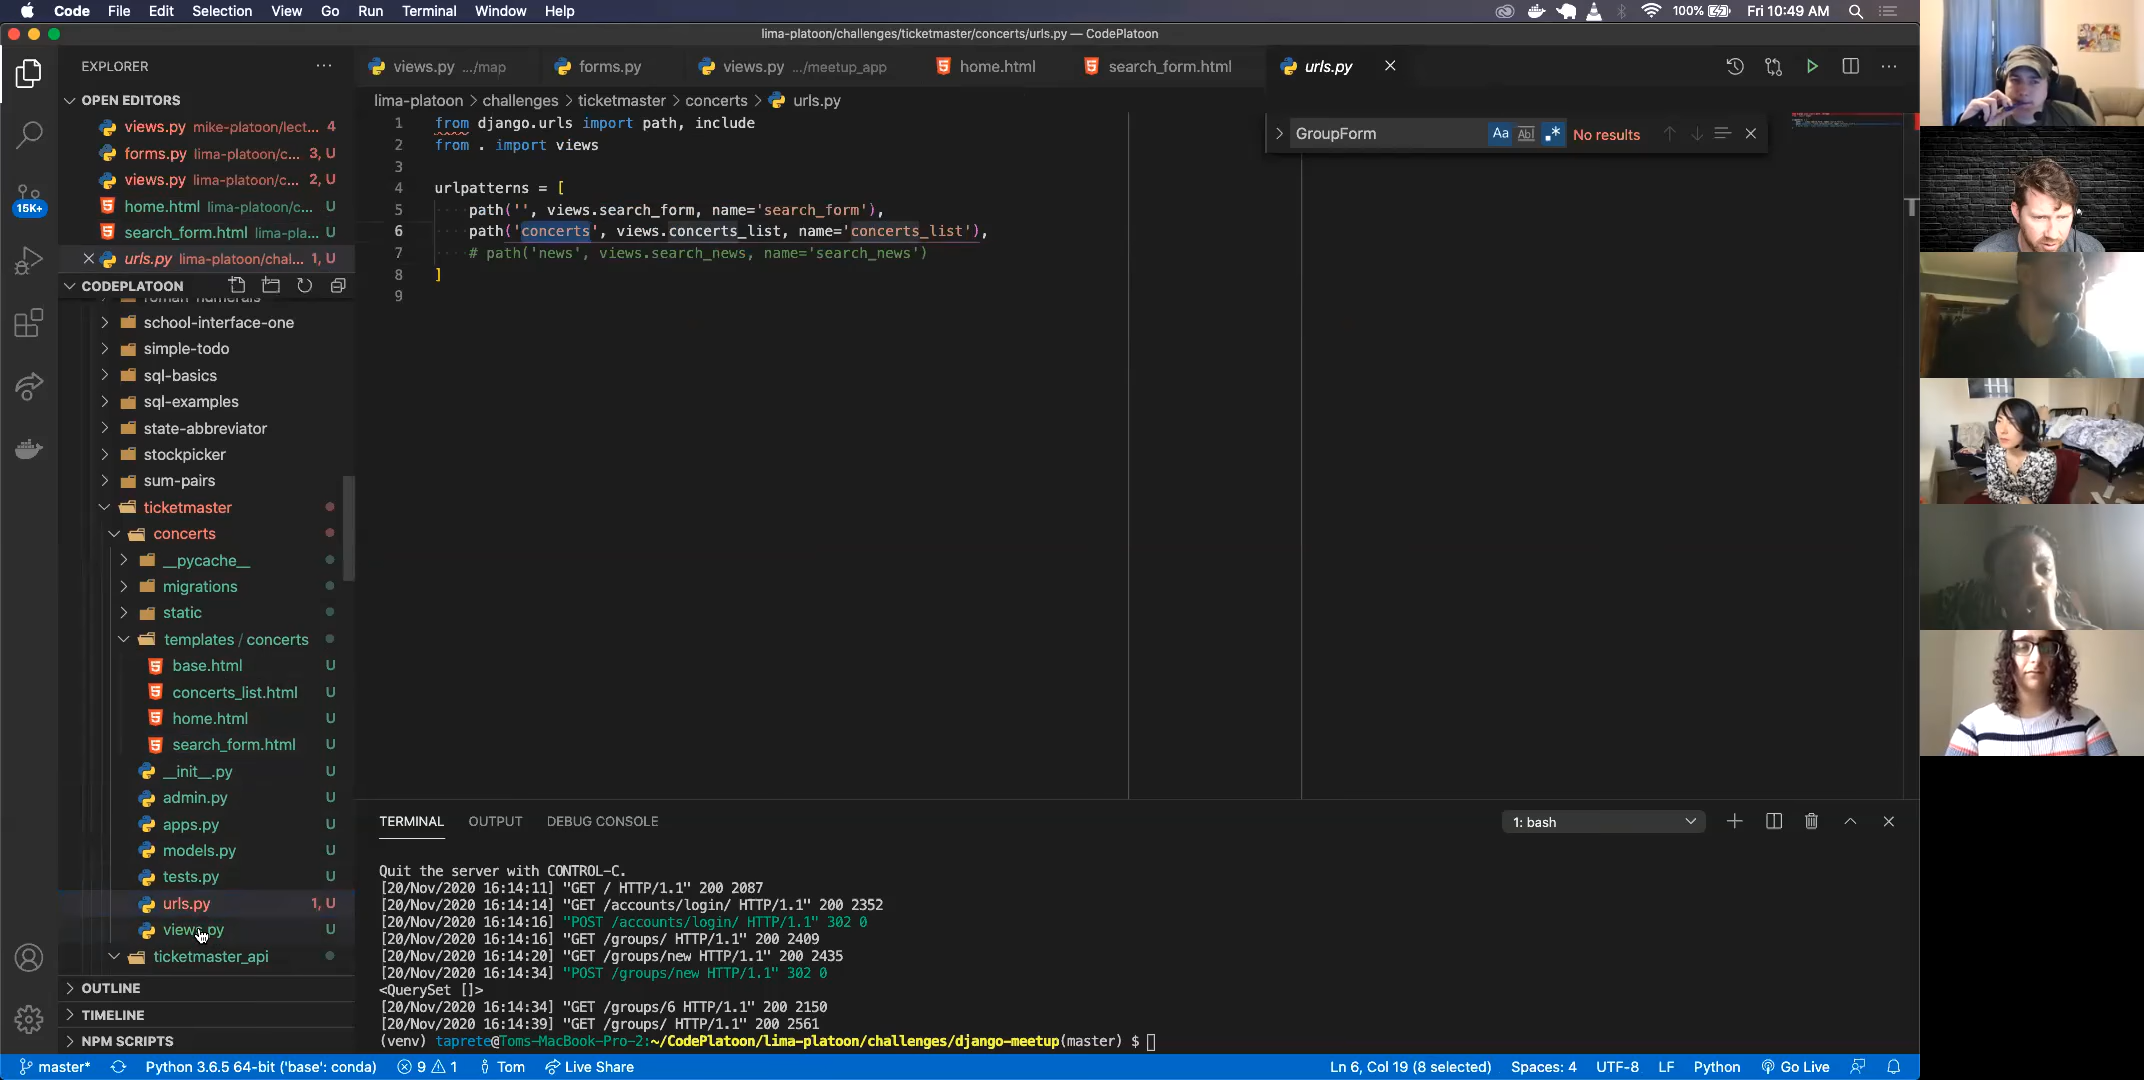 Code File Edit Selection View Go Run Terminal Window Help
100% Fri 10:49 AM
lima-platoon/challenges/ticketmaster/concerts/urls.py — CodePlatoon
EXPLORER
views.py .../map forms.py views.py .../meetup_app home.html search_form.html urls.py
OPEN EDITORS
views.py mike-platoon/lect... 4
forms.py lima-platoon/c... 3, U
views.py lima-platoon/c... 2, U
home.html lima-platoon/c...
search_form.html lima-pla...
urls.py lima-platoon/chal... 1, U
15K+
CODEPLATOON
school-interface-one
simple-todo
sql-basics
sql-examples
state-abbreviator
stockpicker
sum-pairs
ticketmaster
concerts
__pycache__
migrations
static
templates / concerts
base.html U
concerts_list.html U
home.html U
search_form.html U
__init__.py U
admin.py U
apps.py U
models.py U
tests.py U
urls.py 1, U
views.py U
ticketmaster_api
OUTLINE
TIMELINE
NPM SCRIPTS
lima-platoon > challenges > ticketmaster > concerts > urls.py
GroupForm Aa Abl .* No results
1 from django.urls import path, include
2 from . import views
3
4 urlpatterns = [
5 path('', views.search_form, name='search_form'),
6 path('concerts', views.concerts_list, name='concerts_list'),
7 # path('news', views.search_news, name='search_news')
8 ]
9
TERMINAL OUTPUT DEBUG CONSOLE 1: bash
Quit the server with CONTROL-C.
[20/Nov/2020 16:14:11] "GET / HTTP/1.1" 200 2087
[20/Nov/2020 16:14:14] "GET /accounts/login/ HTTP/1.1" 200 2352
[20/Nov/2020 16:14:16] "POST /accounts/login/ HTTP/1.1" 302 0
[20/Nov/2020 16:14:16] "GET /groups/ HTTP/1.1" 200 2409
[20/Nov/2020 16:14:20] "GET /groups/new HTTP/1.1" 200 2435
[20/Nov/2020 16:14:34] "POST /groups/new HTTP/1.1" 302 0
<QuerySet []>
[20/Nov/2020 16:14:34] "GET /groups/6 HTTP/1.1" 200 2150
[20/Nov/2020 16:14:39] "GET /groups/ HTTP/1.1" 200 2561
(venv) taprete@Toms-MacBook-Pro-2:~/CodePlatoon/lima-platoon/challenges/django-meetup(master) $
master* Python 3.6.5 64-bit ('base': conda) 9 1 Tom Live Share Ln 6, Col 19 (8 selected) Spaces: 4 UTF-8 LF Python Go Live